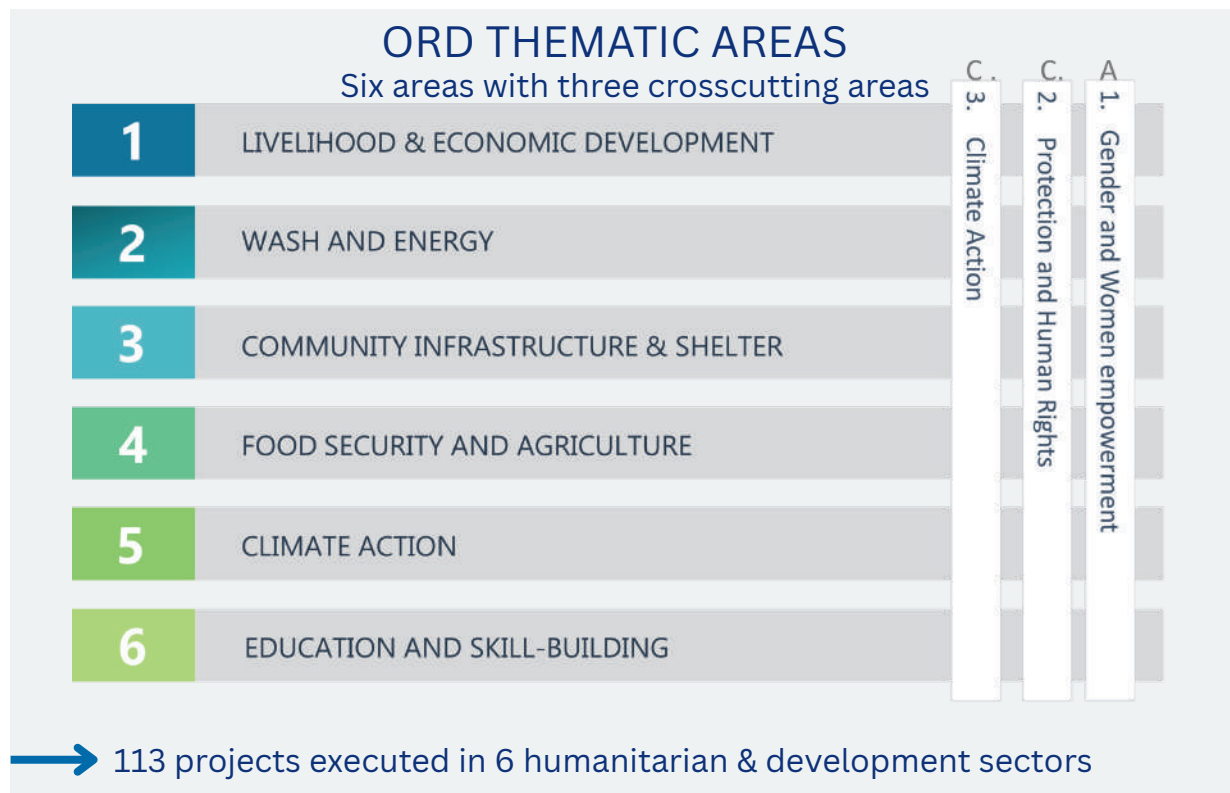 ORD THEMATIC AREAS
Six areas with three crosscutting areas
C . C. A
1 LIVELIHOOD & ECONOMIC DEVELOPMENT
2 WASH AND ENERGY
3 COMMUNITY INFRASTRUCTURE & SHELTER
4 FOOD SECURITY AND AGRICULTURE
5 CLIMATE ACTION
6 EDUCATION AND SKILL-BUILDING
1. Gender and Women empowerment
2. Protection and Human Rights
3. Climate Action
113 projects executed in 6 humanitarian & development sectors